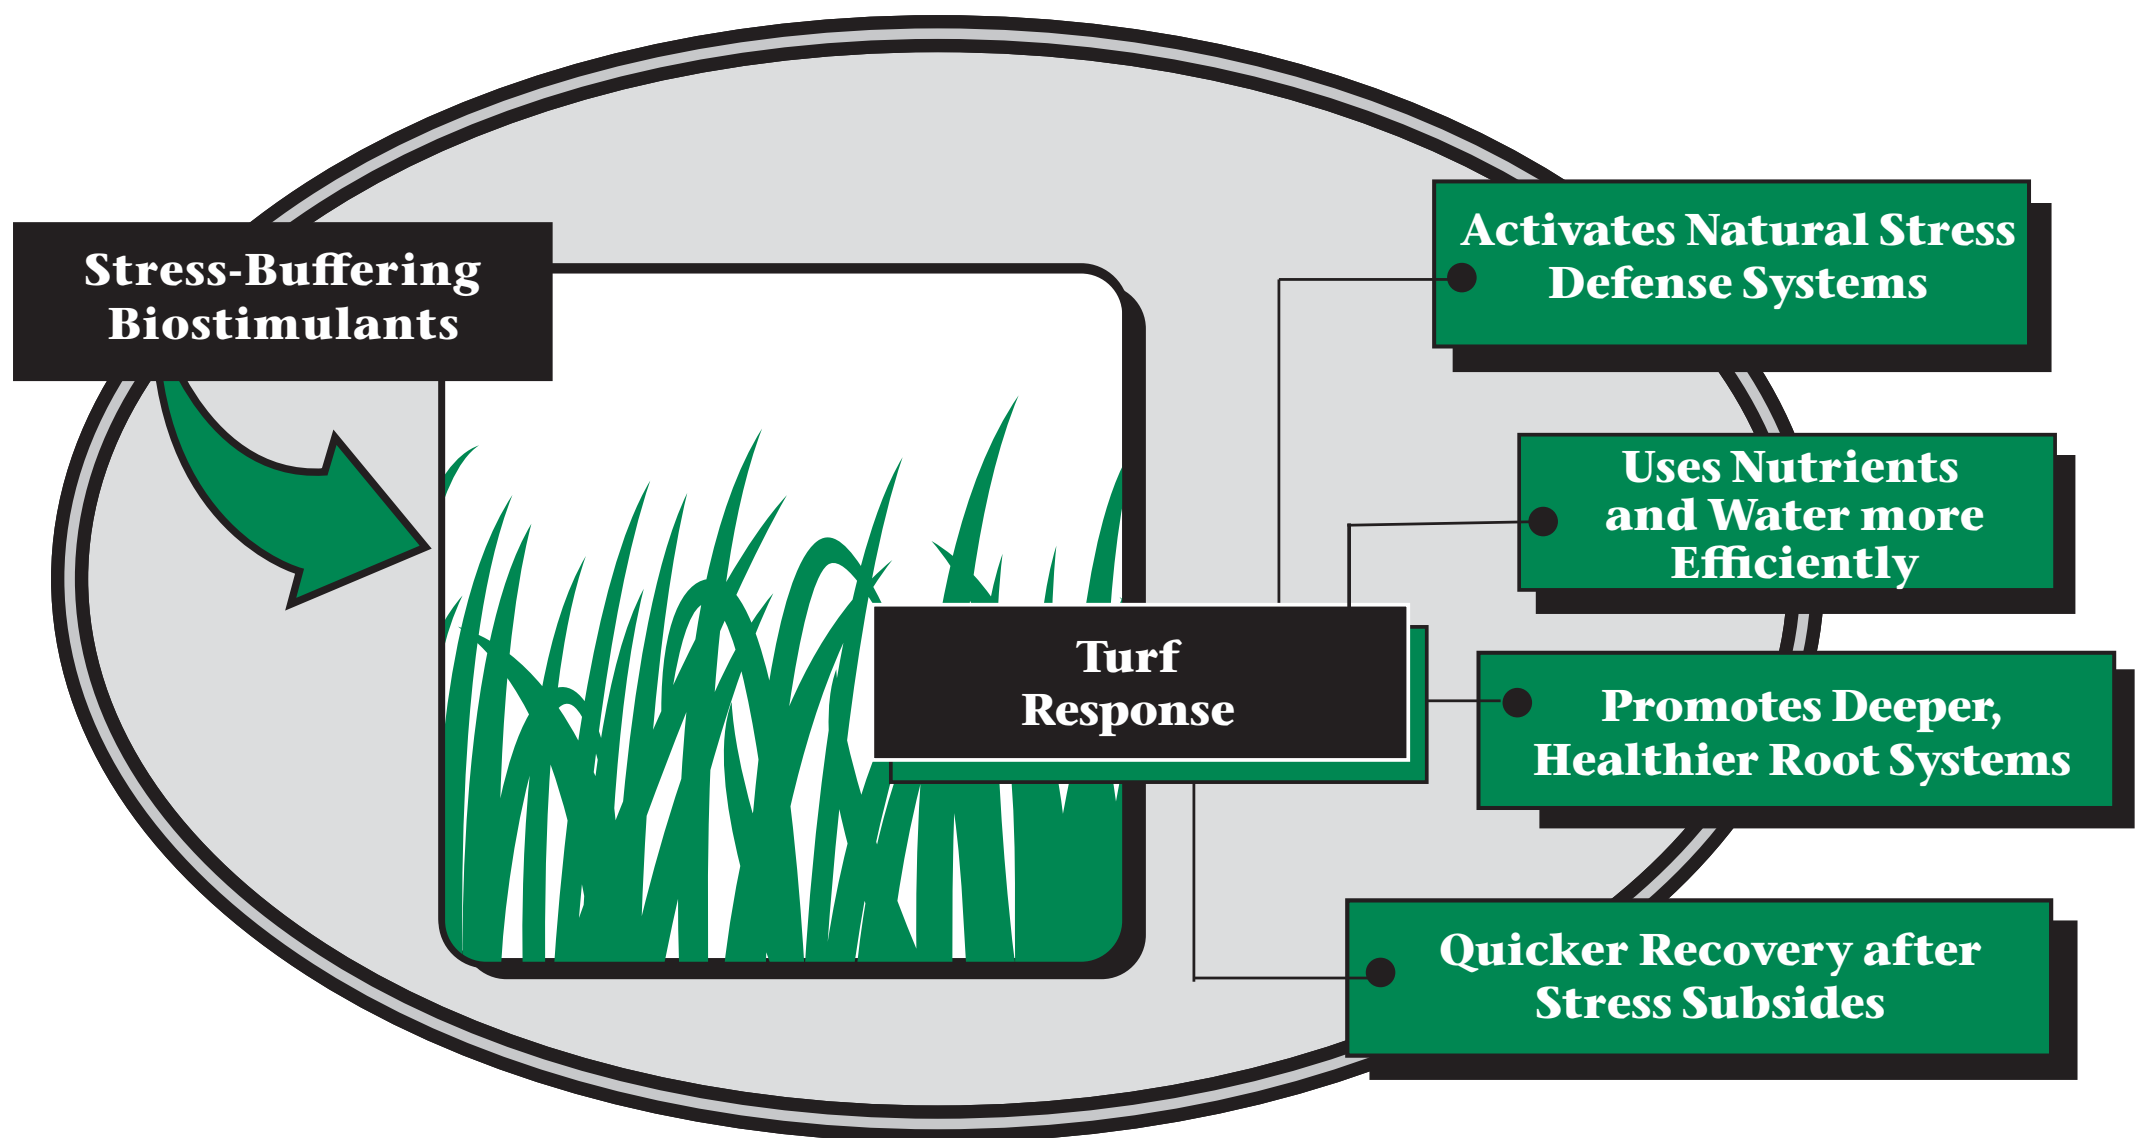 Stress-Buffering
Biostimulants
Turf
Response
Activates Natural Stress
Defense Systems
Uses Nutrients
and Water more
Efficiently
Promotes Deeper,
Healthier Root Systems
Quicker Recovery after
Stress Subsides